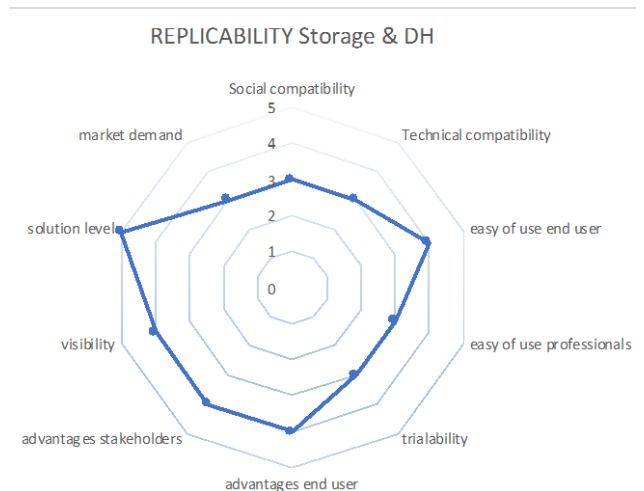 REPLICABILITY Storage & DH
Social compatibility
5
market demand
Technical compatibility
4
3
solution level
easy of use end user
2
1
0
visibility
easy of use professionals
advantages stakeholders
trialability
advantages end user